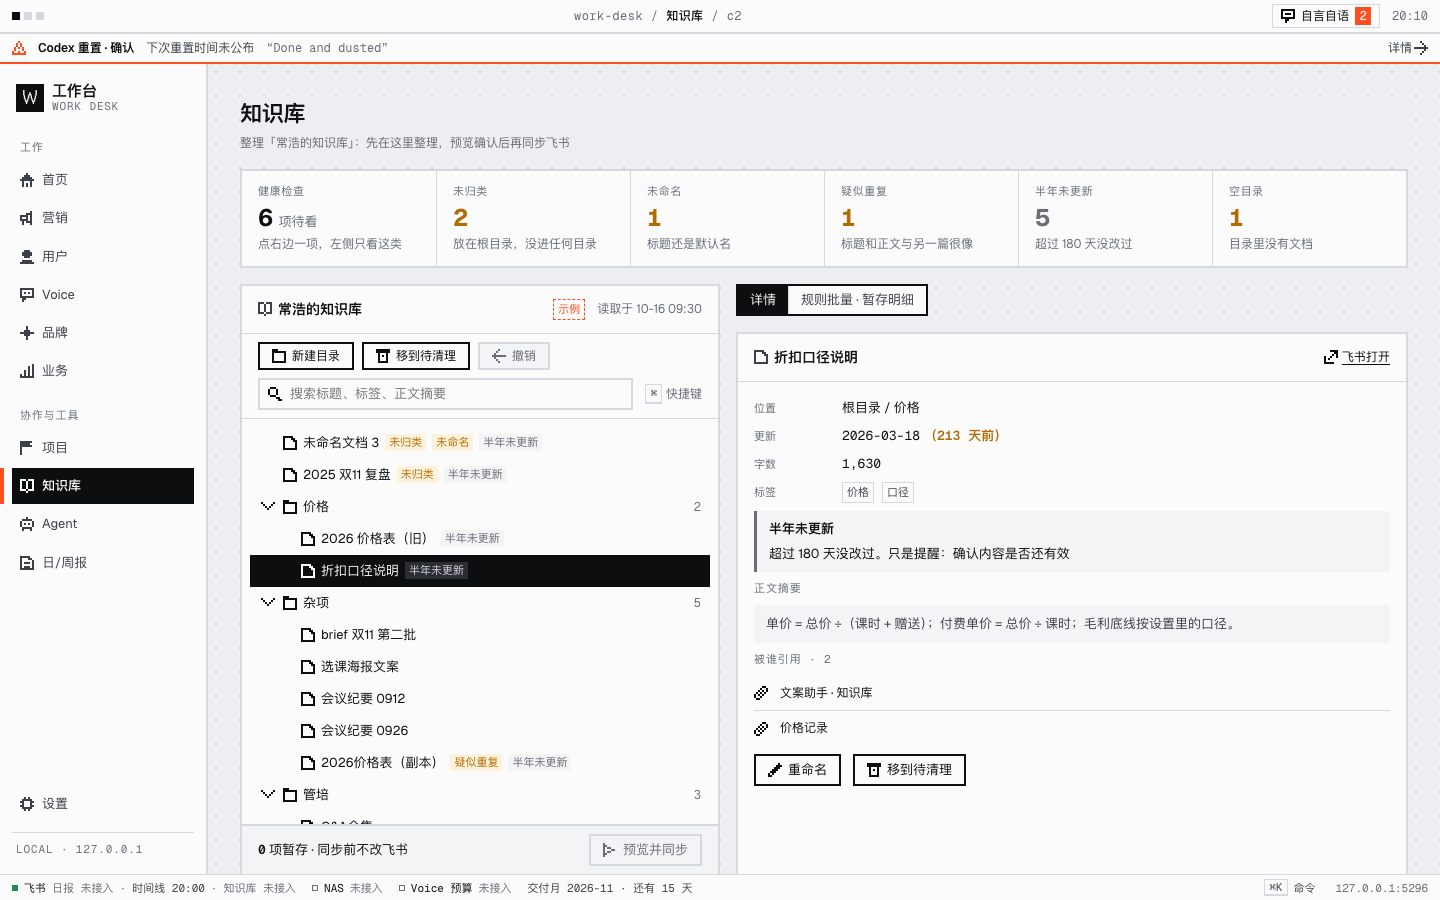 work-desk / 知识库 / c2
自言自语 2
20:10
Codex 重置 · 确认 下次重置时间未公布 “Done and dusted”
详情
W 工作台
WORK DESK
工作
首页
营销
用户
Voice
品牌
业务
协作与工具
项目
知识库
Agent
日/周报
设置
LOCAL · 127.0.0.1
知识库
整理「常浩的知识库」：先在这里整理，预览确认后再同步飞书
健康检查
6 项待看
点右边一项，左侧只看这类
未归类
2
放在根目录，没进任何目录
未命名
1
标题还是默认名
疑似重复
1
标题和正文与另一篇很像
半年未更新
5
超过 180 天没改过
空目录
1
目录里没有文档
常浩的知识库
示例 读取于 10-16 09:30
新建目录 移到待清理 撤销
搜索标题、标签、正文摘要
⌘ 快捷键
未命名文档 3 未归类 未命名 半年未更新
2025 双11 复盘 未归类 半年未更新
价格 2
2026 价格表（旧） 半年未更新
折扣口径说明 半年未更新
杂项 5
brief 双11 第二批
选课海报文案
会议纪要 0912
会议纪要 0926
2026价格表（副本） 疑似重复 半年未更新
管培 3
0 项暂存 · 同步前不改飞书
预览并同步
详情 规则批量 · 暂存明细
折扣口径说明
飞书打开
位置 根目录 / 价格
更新 2026-03-18 （213 天前）
字数 1,630
标签 价格 口径
半年未更新
超过 180 天没改过。只是提醒：确认内容是否还有效
正文摘要
单价 = 总价 ÷（课时 + 赠送）；付费单价 = 总价 ÷ 课时；毛利底线按设置里的口径。
被谁引用 · 2
文案助手 · 知识库
价格记录
重命名 移到待清理
飞书 日报 未接入 · 时间线 20:00 · 知识库 未接入 NAS 未接入 Voice 预算 未接入 交付月 2026-11 · 还有 15 天
⌘K 命令 127.0.0.1:5296